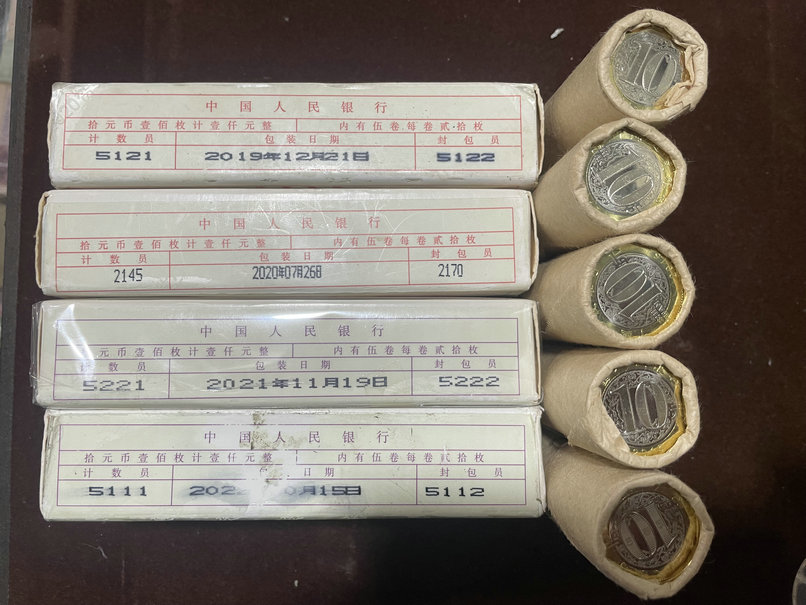 中国人民银行
拾元币壹佰枚计壹仟元整 内有伍卷每卷贰拾枚
计数员 包装日期 封包员
5121 2019年12月21日 5122
中国人民银行
拾元币壹佰枚计壹仟元整 内有伍卷每卷贰拾枚
计数员 包装日期 封包员
2145 2020年07月26日 2170
中国人民银行
元币壹佰枚计壹仟元整 内有伍卷每卷贰拾枚
计数员 包装日期 封包员
5221 2021年11月19日 5222
中国人民银行
拾元币壹佰枚计壹仟元整 内有伍卷每卷贰拾枚
计数员 包装日期 封包员
5111 月15日 5112
10
10
10
10
10